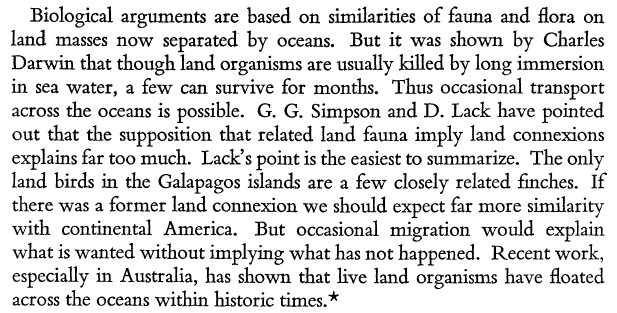 Biological arguments are based on similarities of fauna and flora on
land masses now separated by oceans. But it was shown by Charles
Darwin that though land organisms are usually killed by long immersion
in sea water, a few can survive for months. Thus occasional transport
across the oceans is possible. G. G. Simpson and D. Lack have pointed
out that the supposition that related land fauna imply land connexions
explains far too much. Lack's point is the easiest to summarize. The only
land birds in the Galapagos islands are a few closely related finches. If
there was a former land connexion we should expect far more similarity
with continental America. But occasional migration would explain
what is wanted without implying what has not happened. Recent work,
especially in Australia, has shown that live land organisms have floated
across the oceans within historic times.★